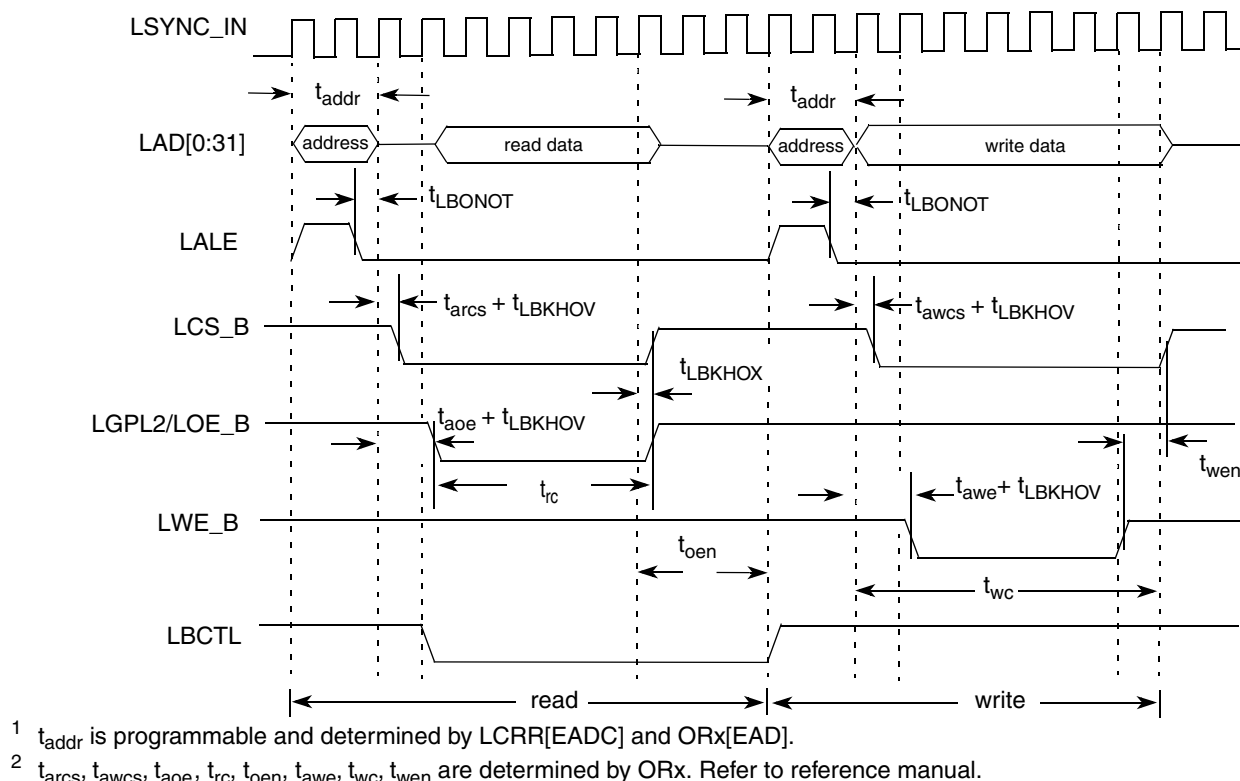 LSYNC_IN
t_addr t_addr
LAD[0:31] address read data address write data
t_LBONOT t_LBONOT
LALE
t_arcs + t_LBKHOV t_awcs + t_LBKHOV
LCS_B
t_LBKHOX
t_aoe + t_LBKHOV
LGPL2/LOE_B
t_wen
t_rc t_awe+ t_LBKHOV
LWE_B
t_oen
t_wc
LBCTL
read write
1 t_addr is programmable and determined by LCRR[EADC] and ORx[EAD].
2 t_arcs, t_awcs, t_aoe, t_rc, t_oen, t_awe, t_wc, t_wen are determined by ORx. Refer to reference manual.